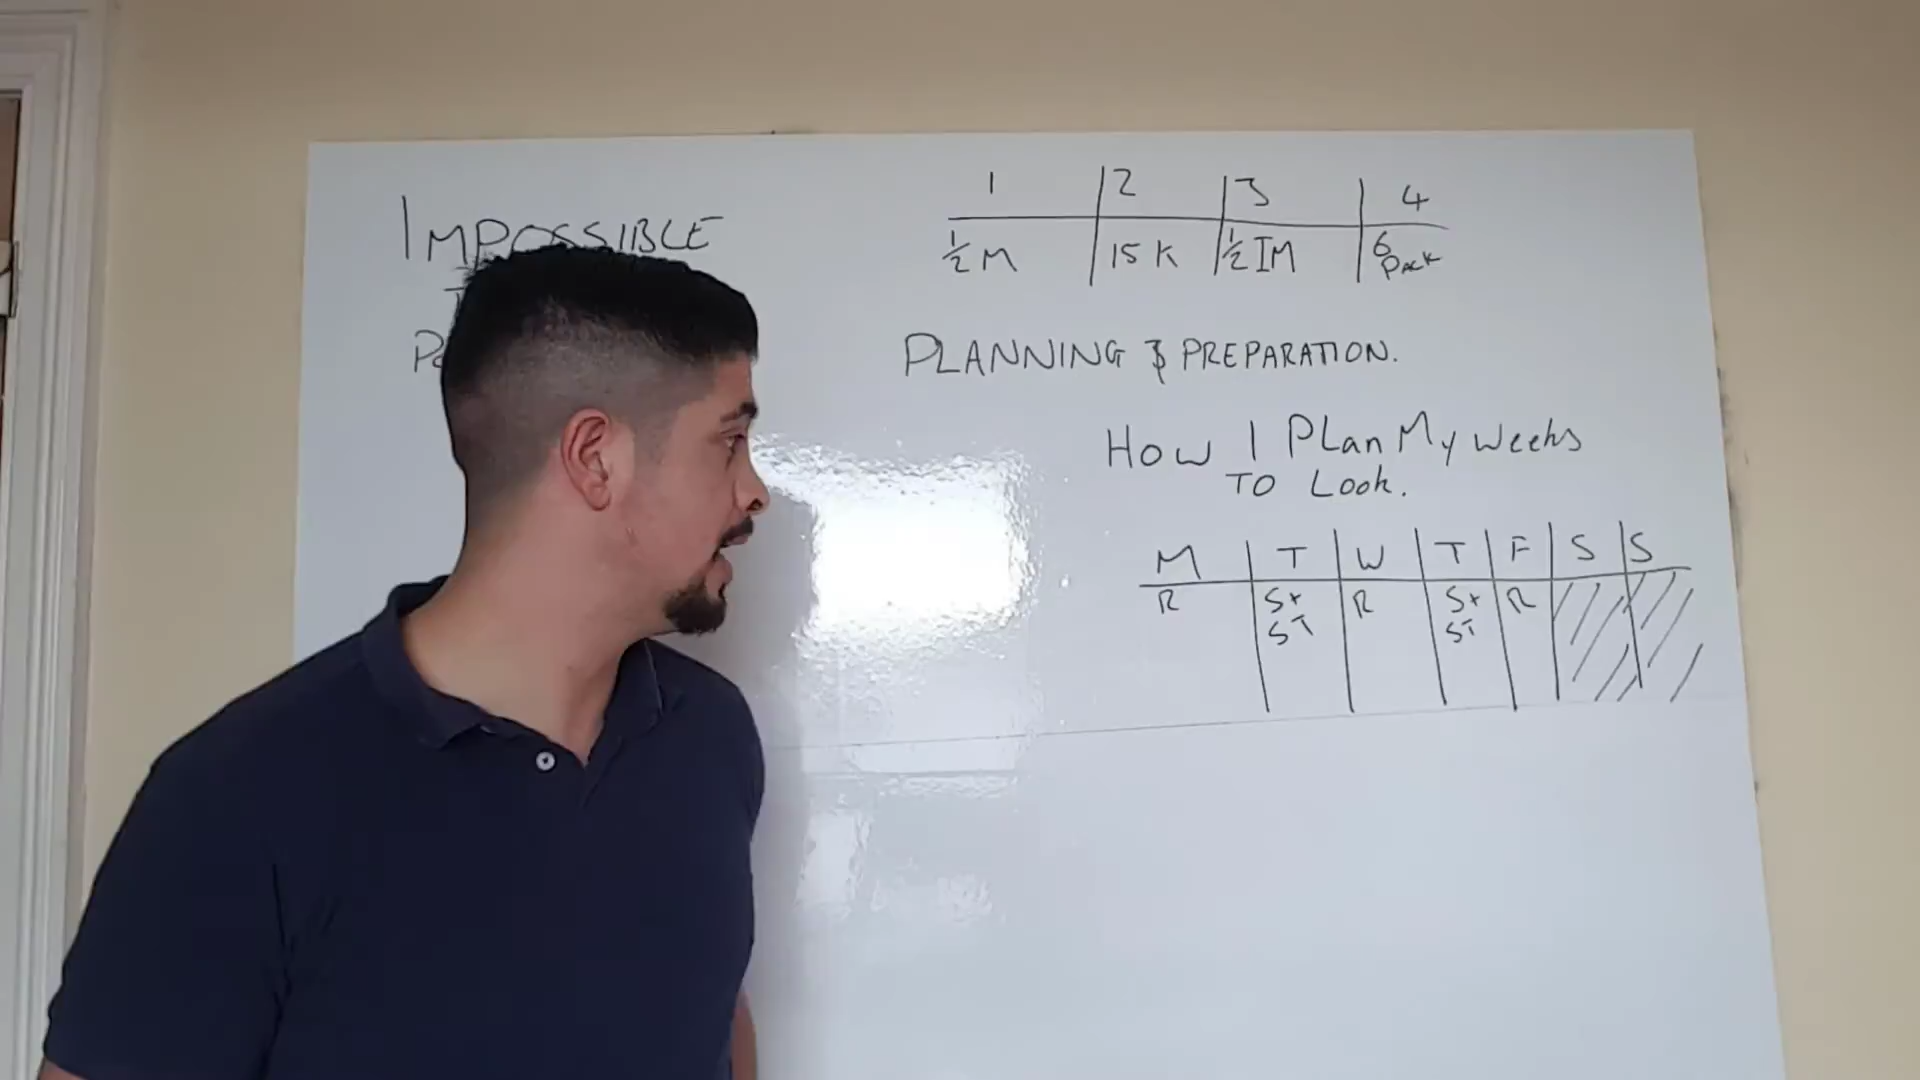 IMPOSSIBLE
1 2 3 4
½ M 15 K ½ IM 6 Pack
PLANNING & PREPARATION.
How I Plan My weeks
TO Look.
M T W T F S S
R S+ R S+ R
ST ST